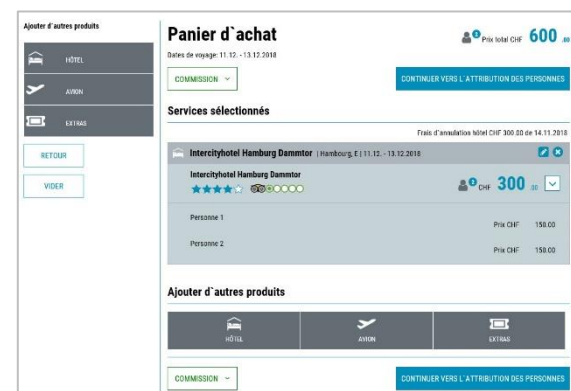 Ajouter d`autres produits
HÔTEL
AVION
EXTRAS
RETOUR
VIDER
Panier d`achat
Prix total CHF 600 .00
Dates de voyage: 11.12. - 13.12.2018
COMMISSION
CONTINUER VERS L`ATTRIBUTION DES PERSONNES
Services sélectionnés
Frais d`annulation hôtel CHF 300.00 de 14.11.2018
Intercityhotel Hamburg Dammtor | Hambourg, E | 11.12. - 13.12.2018
Intercityhotel Hamburg Dammtor
CHF 300 .00
Personne 1
Prix CHF 150.00
Personne 2
Prix CHF 150.00
Ajouter d`autres produits
HÔTEL
AVION
EXTRAS
COMMISSION
CONTINUER VERS L`ATTRIBUTION DES PERSONNES